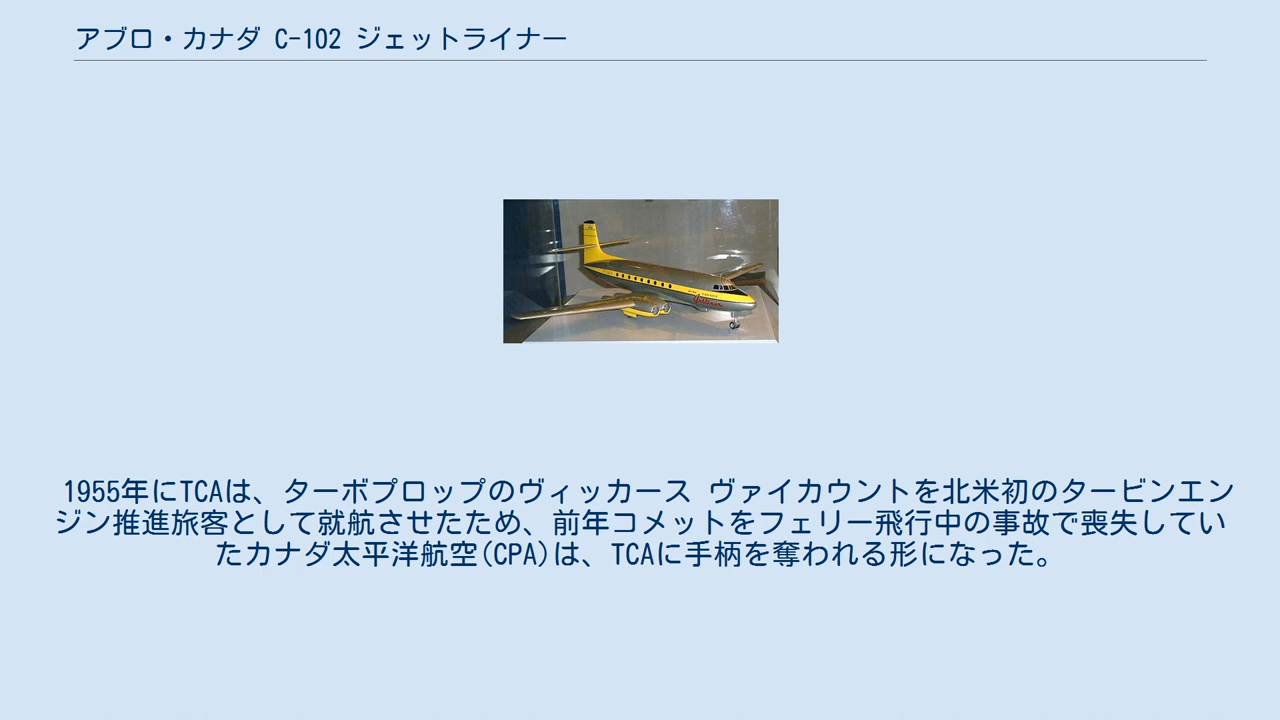 アブロ・カナダ C-102 ジェットライナー
1955年にTCAは、ターボプロップのヴィッカース ヴァイカウントを北米初のタービンエン
ジン推進旅客として就航させたため、前年コメットをフェリー飛行中の事故で喪失してい
たカナダ太平洋航空(CPA)は、TCAに手柄を奪われる形になった。